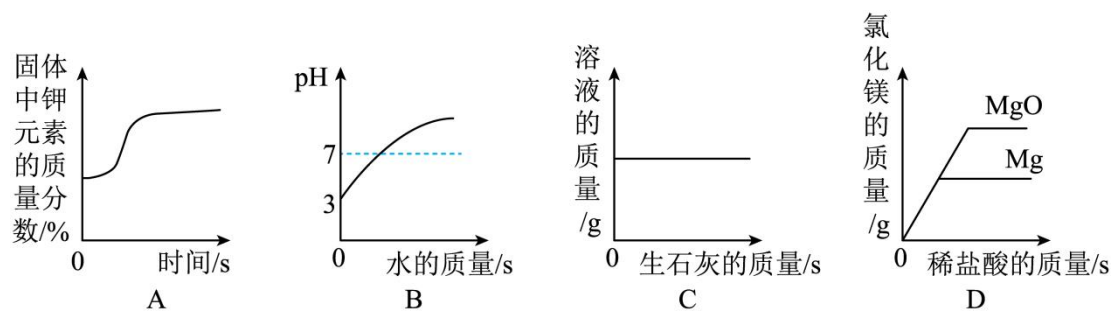 固体
中钾
元素
的质
量分
数/%
0
时间/s
A
pH
7
3
0
水的质量/s
B
溶
液
的
质
量
/g
0
生石灰的质量/s
C
氯
化
镁
的
质
量
/g
MgO
Mg
0
稀盐酸的质量/s
D